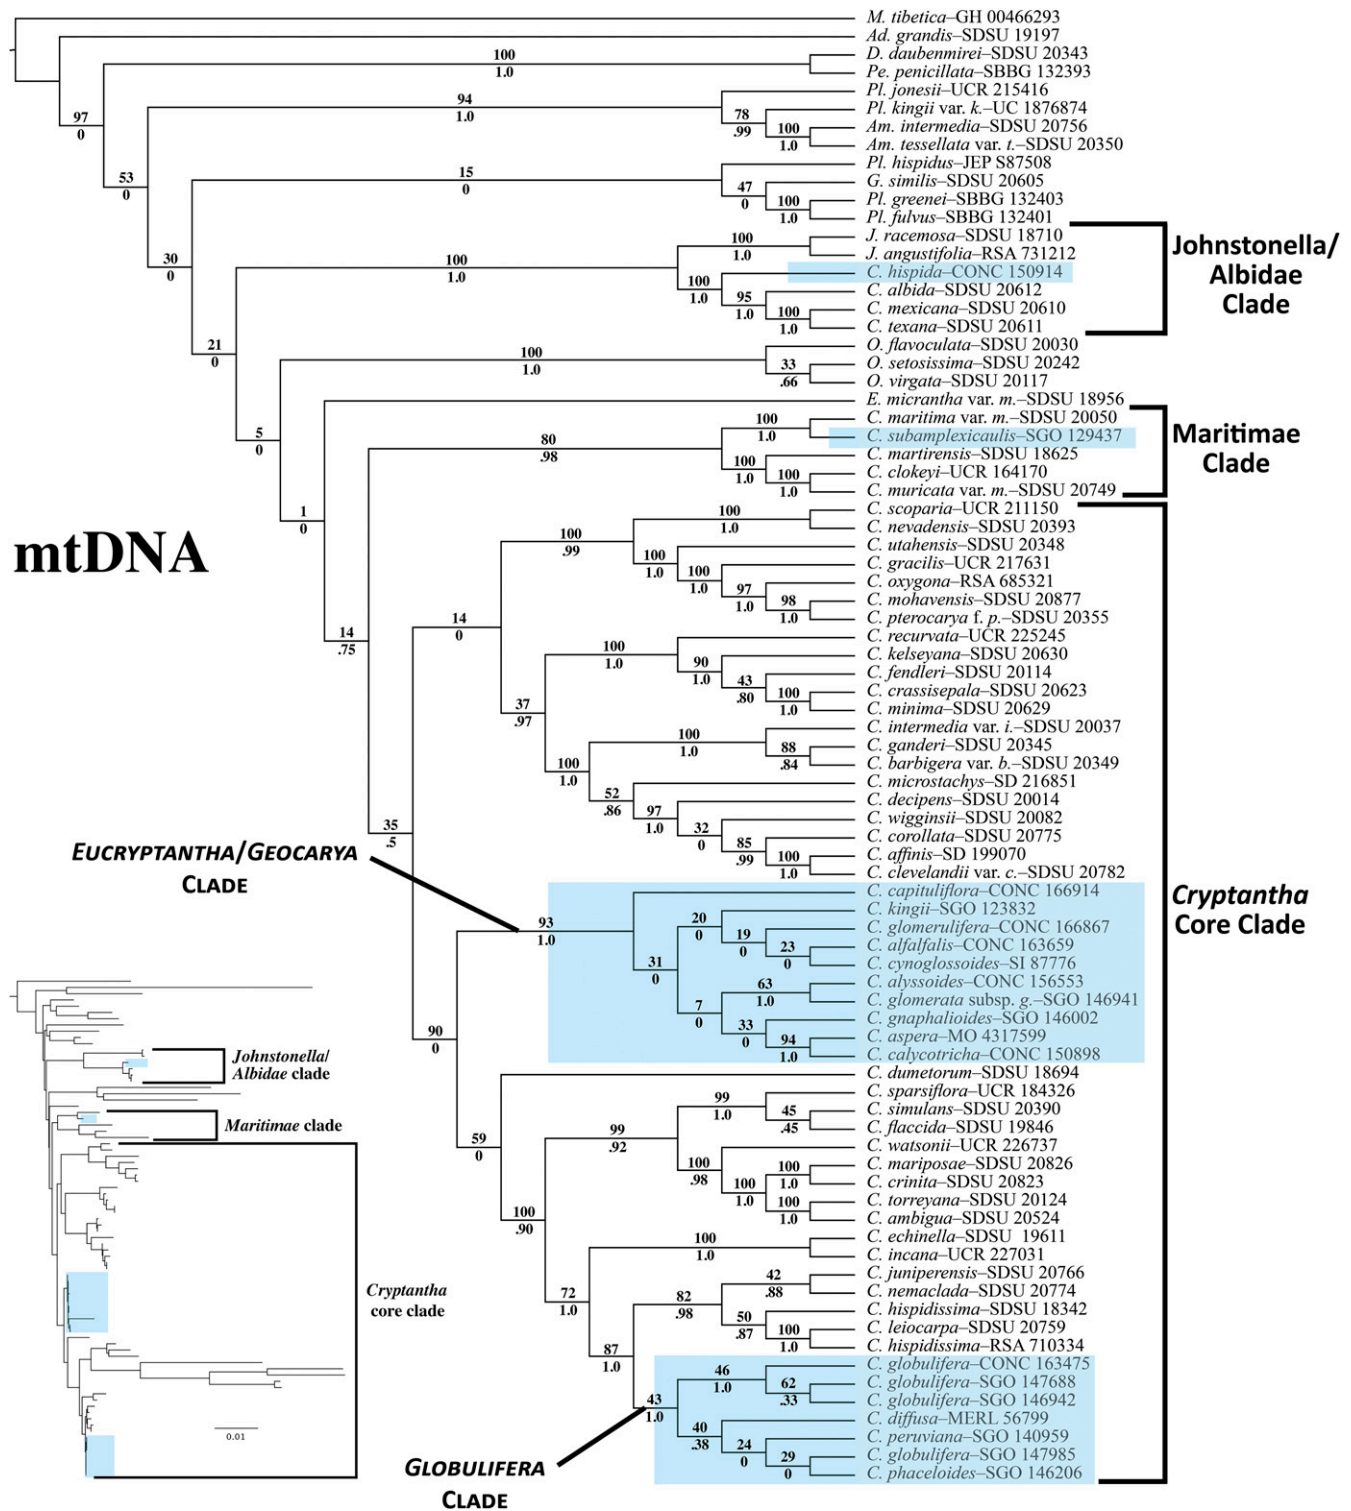 M. tibetica–GH 00466293
Ad. grandis–SDSU 19197
100
1.0
D. daubenmirei–SDSU 20343
Pe. penicillata–SBBG 132393
97
0
94
1.0
Pl. jonesii–UCR 215416
78
.99
Pl. kingii var. k.–UC 1876874
100
1.0
Am. intermedia–SDSU 20756
Am. tessellata var. t.–SDSU 20350
53
0
15
0
Pl. hispidus–JEP S87508
47
0
G. similis–SDSU 20605
100
1.0
Pl. greenei–SBBG 132403
Pl. fulvus–SBBG 132401
30
0
100
1.0
100
1.0
J. racemosa–SDSU 18710
J. angustifolia–RSA 731212
100
1.0
C. hispida–CONC 150914
95
1.0
C. albida–SDSU 20612
100
1.0
C. mexicana–SDSU 20610
C. texana–SDSU 20611
Johnstonella/
Albidae
Clade
21
0
100
1.0
O. flavoculata–SDSU 20030
33
.66
O. setosissima–SDSU 20242
O. virgata–SDSU 20117
5
0
E. micrantha var. m.–SDSU 18956
80
.98
100
1.0
C. maritima var. m.–SDSU 20050
C. subamplexicaulis–SGO 129437
100
1.0
C. martirensis–SDSU 18625
100
1.0
C. clokeyi–UCR 164170
C. muricata var. m.–SDSU 20749
Maritimae
Clade
1
0
mtDNA
14
.75
100
.99
100
1.0
C. scoparia–UCR 211150
C. nevadensis–SDSU 20393
100
1.0
C. utahensis–SDSU 20348
100
1.0
C. gracilis–UCR 217631
97
1.0
C. oxygona–RSA 685321
98
1.0
C. mohavensis–SDSU 20877
C. pterocarya f. p.–SDSU 20355
14
0
100
1.0
C. recurvata–UCR 225245
90
1.0
C. kelseyana–SDSU 20630
43
.80
C. fendleri–SDSU 20114
100
1.0
C. crassisepala–SDSU 20623
C. minima–SDSU 20629
37
.97
100
1.0
C. intermedia var. i.–SDSU 20037
88
.84
C. ganderi–SDSU 20345
C. barbigera var. b.–SDSU 20349
100
1.0
52
.86
C. microstachys–SD 216851
97
1.0
C. decipens–SDSU 20014
32
0
C. wigginsii–SDSU 20082
85
.99
C. corollata–SDSU 20775
100
1.0
C. affinis–SD 199070
C. clevelandii var. c.–SDSU 20782
35
.5
EUCRYPTANTHA/GEOCARYA
CLADE
93
1.0
C. capituliflora–CONC 166914
20
0
C. kingii–SGO 123832
19
0
C. glomerulifera–CONC 166867
23
0
C. alfalfalis–CONC 163659
C. cynoglossoides–SI 87776
31
0
63
1.0
C. alyssoides–CONC 156553
C. glomerata subsp. g.–SGO 146941
7
0
33
0
C. gnaphalioides–SGO 146002
94
1.0
C. aspera–MO 4317599
C. calycotricha–CONC 150898
Cryptantha
Core Clade
90
0
C. dumetorum–SDSU 18694
59
0
99
.92
99
1.0
C. sparsiflora–UCR 184326
45
.45
C. simulans–SDSU 20390
C. flaccida–SDSU 19846
100
.98
C. watsonii–UCR 226737
100
1.0
100
1.0
C. mariposae–SDSU 20826
C. crinita–SDSU 20823
100
1.0
C. torreyana–SDSU 20124
C. ambigua–SDSU 20524
100
.90
100
1.0
C. echinella–SDSU 19611
C. incana–UCR 227031
72
1.0
82
.98
42
.88
C. juniperensis–SDSU 20766
C. nemaclada–SDSU 20774
50
.87
C. hispidissima–SDSU 18342
100
1.0
C. leiocarpa–SDSU 20759
C. hispidissima–RSA 710334
87
1.0
43
1.0
46
1.0
C. globulifera–CONC 163475
62
.33
C. globulifera–SGO 147688
C. globulifera–SGO 146942
40
.38
C. diffusa–MERL 56799
24
0
C. peruviana–SGO 140959
29
0
C. globulifera–SGO 147985
C. phaceloides–SGO 146206
GLOBULIFERA
CLADE
Johnstonella/
Albidae clade
Maritimae clade
Cryptantha
core clade
0.01